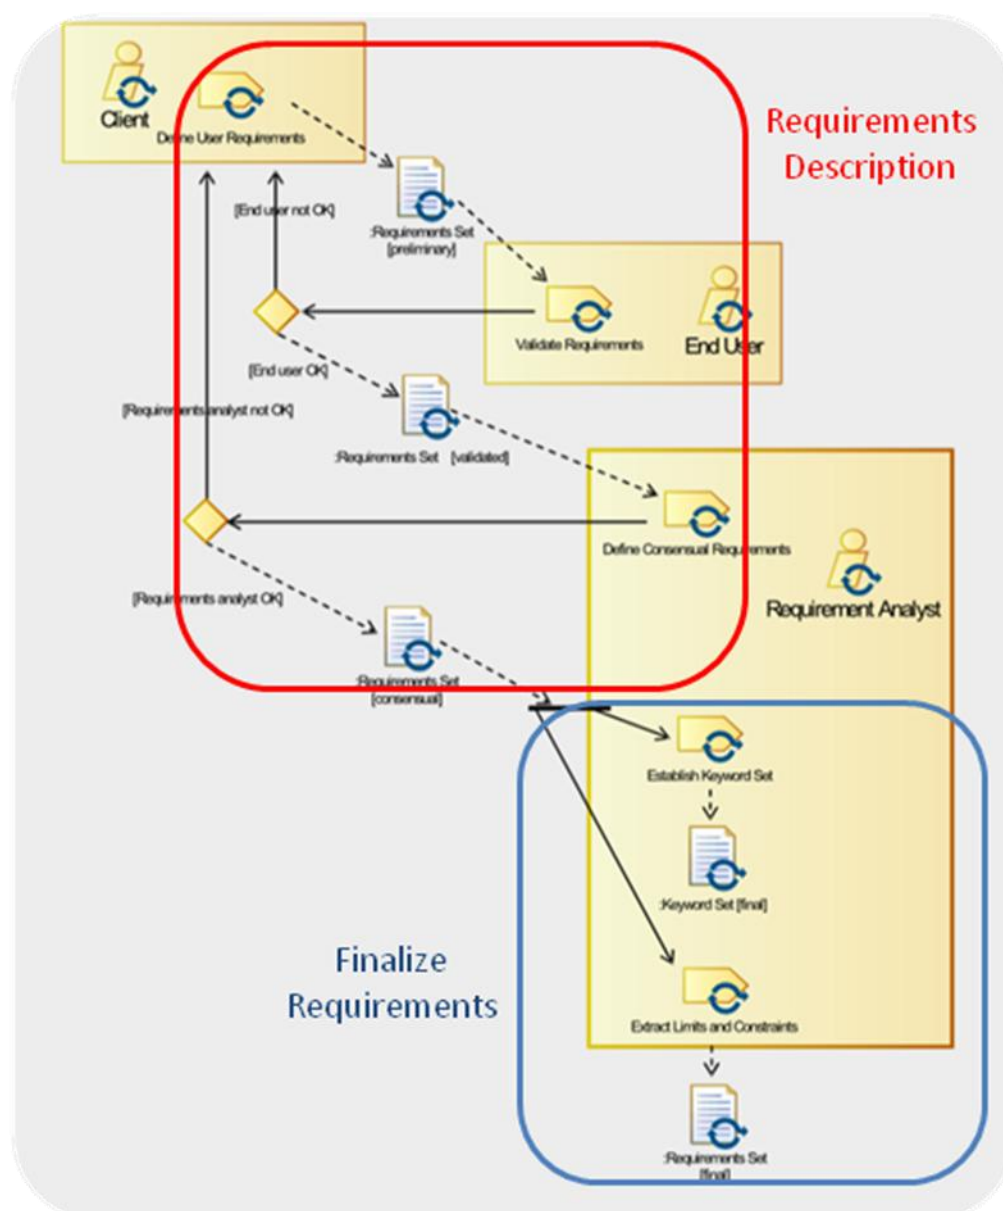 Client
Define User Requirements
Requirements
Description
[End user not OK]
:Requirements Set
[preliminary]
Validate Requirements
End User
[End user OK]
[Requirements analyst not OK]
:Requirements Set [validated]
Define Consensual Requirements
[Requirements analyst OK]
Requirement Analyst
:Requirements Set
[consensual]
Establish Keyword Set
:Keyword Set [final]
Finalize
Requirements
Extract Limits and Constraints
:Requirements Set
[final]